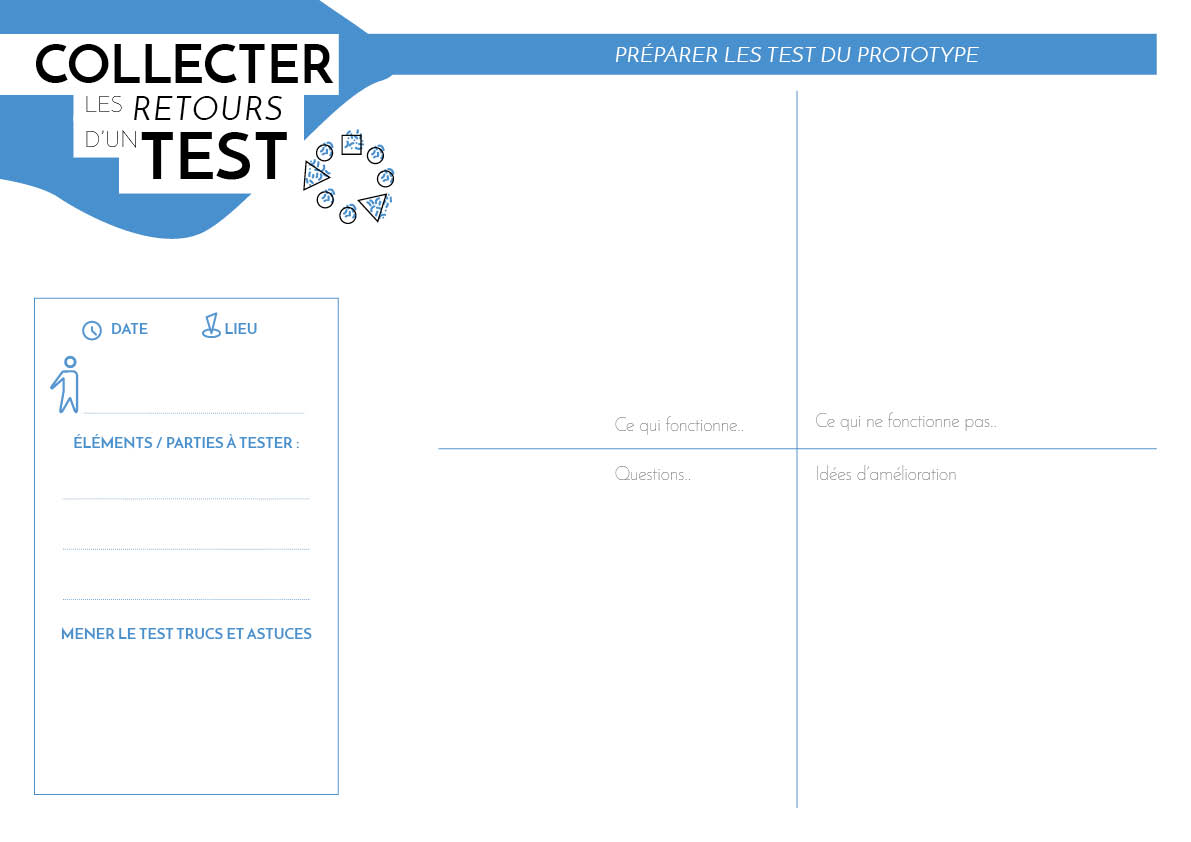 COLLECTER
LES RETOURS
D'UN TEST
PRÉPARER LES TEST DU PROTOTYPE
DATE
LIEU
ÉLÉMENTS / PARTIES À TESTER :
MENER LE TEST TRUCS ET ASTUCES
Ce qui fonctionne..
Ce qui ne fonctionne pas..
Questions..
Idées d'amélioration